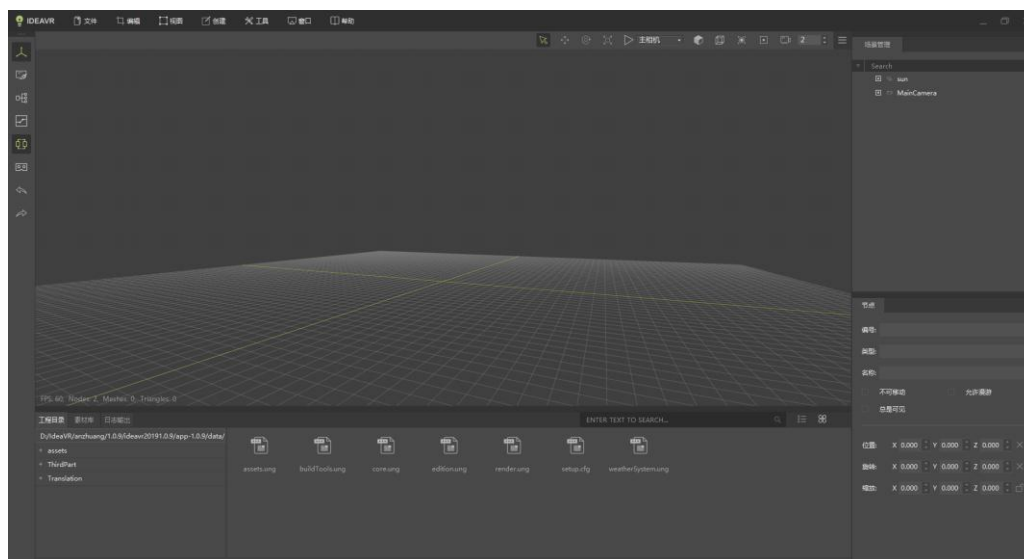 IDEAVR 文件 编辑 视图 创建 工具 窗口 帮助
主相机 2
场景管理
Search
sun
MainCamera
FPS: 60 Nodes: 2, Meshes: 0, Triangles: 0
节点
编号:
类型:
名称:
不可移动 允许漫游
总是可见
位置: X 0.000 Y 0.000 Z 0.000
旋转: X 0.000 Y 0.000 Z 0.000
缩放: X 0.000 Y 0.000 Z 0.000
工程目录 素材库 日志输出 ENTER TEXT TO SEARCH...
D:/IdeaVR/anzhuang/1.0.9/ideavr20191.0.9/app-1.0.9/data/
assets
ThirdPart
Translation
assets.ung buildTools.ung core.ung edition.ung render.ung setup.cfg weatherSystem.ung